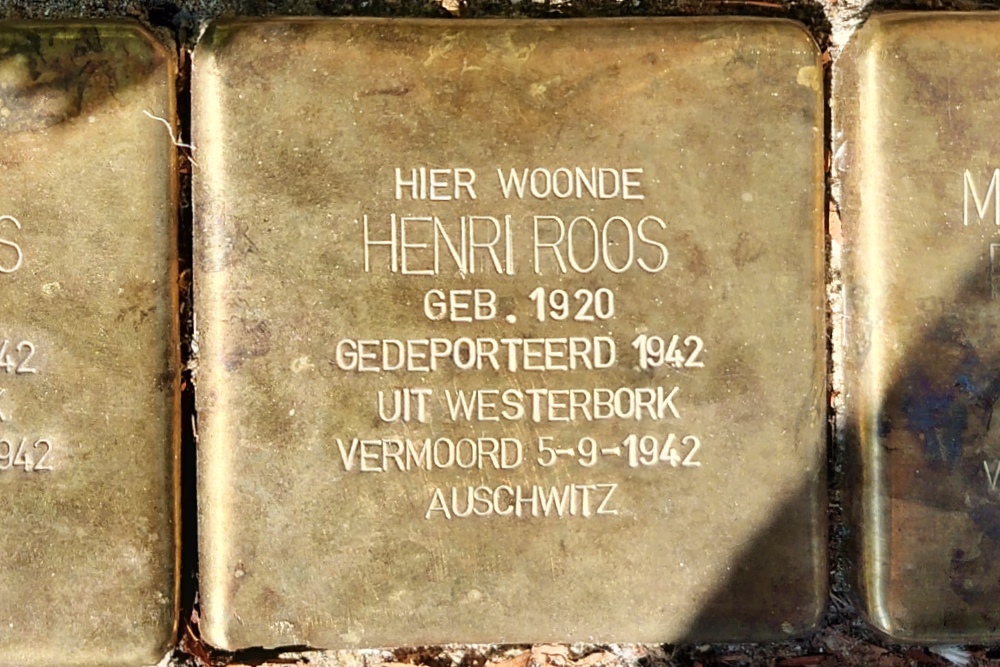 HIER WOONDE
HENRI ROOS
GEB. 1920
GEDEPORTEERD 1942
UIT WESTERBORK
VERMOORD 5-9-1942
AUSCHWITZ